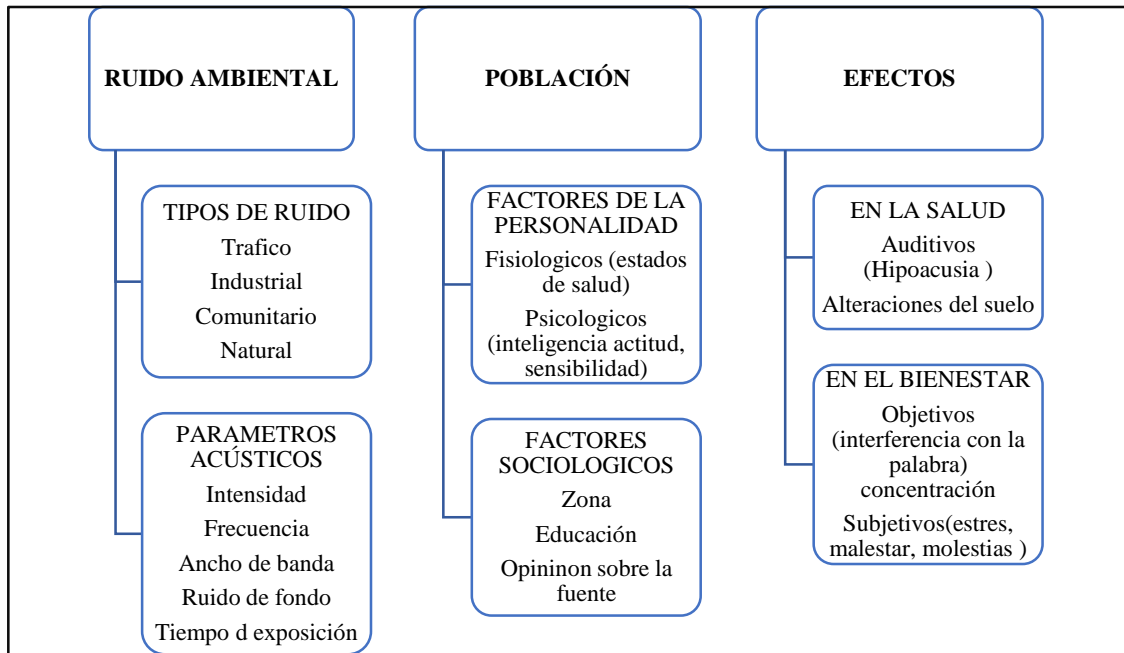 RUIDO AMBIENTAL
TIPOS DE RUIDO
Trafico
Industrial
Comunitario
Natural
PARAMETROS
ACÚSTICOS
Intensidad
Frecuencia
Ancho de banda
Ruido de fondo
Tiempo d exposición
POBLACIÓN
FACTORES DE LA
PERSONALIDAD
Fisiologicos (estados
de salud)
Psicologicos
(inteligencia actitud,
sensibilidad)
FACTORES
SOCIOLOGICOS
Zona
Educación
Opininon sobre la
fuente
EFECTOS
EN LA SALUD
Auditivos
(Hipoacusia )
Alteraciones del suelo
EN EL BIENESTAR
Objetivos
(interferencia con la
palabra)
concentración
Subjetivos(estres,
malestar, molestias )